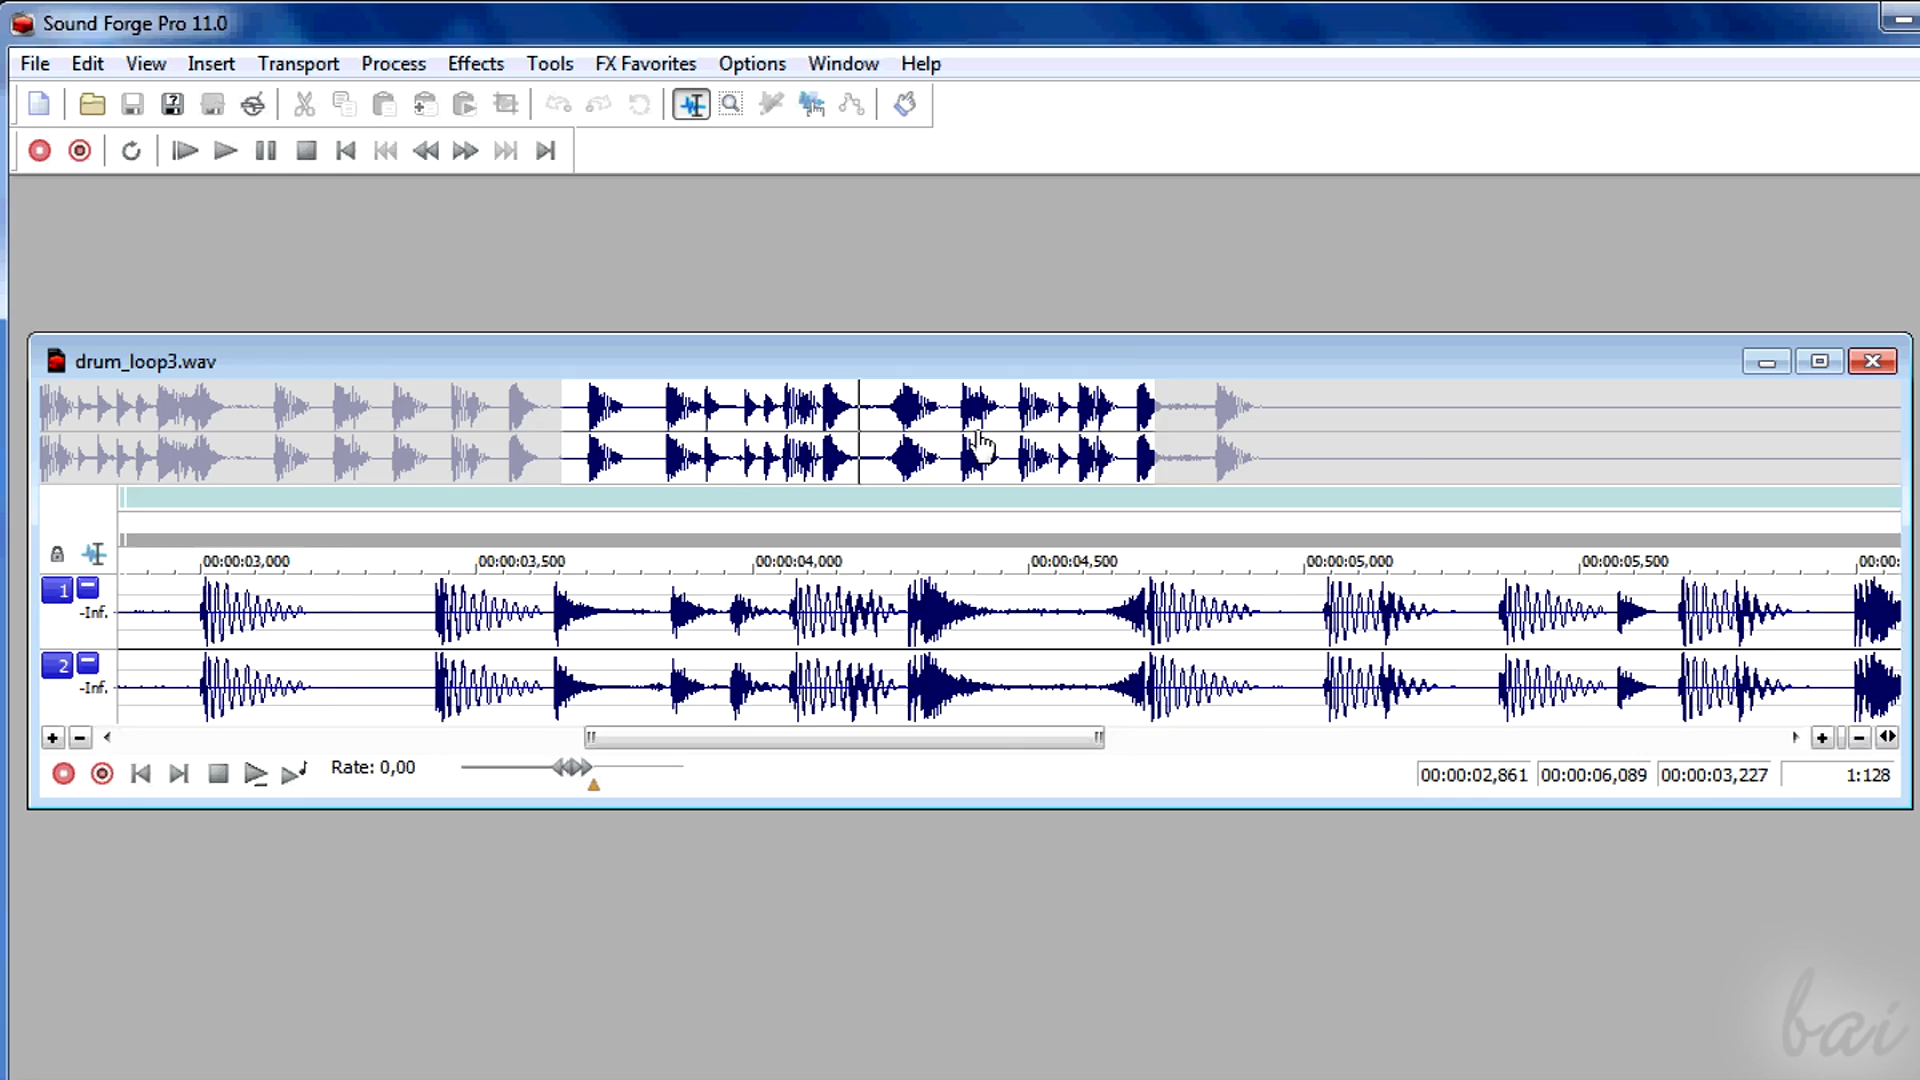 Sound Forge Pro 11.0
File Edit View Insert Transport Process Effects Tools FX Favorites Options Window Help
drum_loop3.wav
00:00:03,000 00:00:03,500 00:00:04,000 00:00:04,500 00:00:05,000 00:00:05,500 00:00:
1
-Inf.
2
-Inf.
Rate: 0,00
00:00:02,861 00:00:06,089 00:00:03,227 1:128
bai